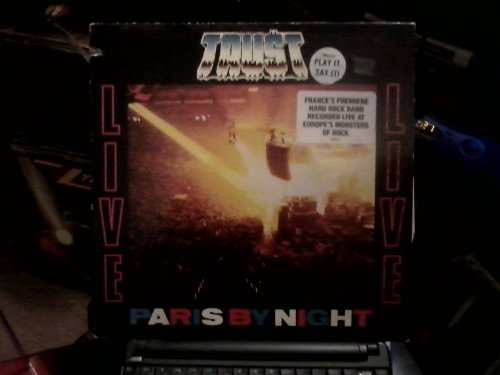 TRUST
PLAY IT
SAY IT!
FRANCE'S PREMIERE
HARD ROCK BAND
RECORDED LIVE AT
EUROPE'S MONSTERS
OF ROCK
LIVE
LIVE
PARIS BY NIGHT